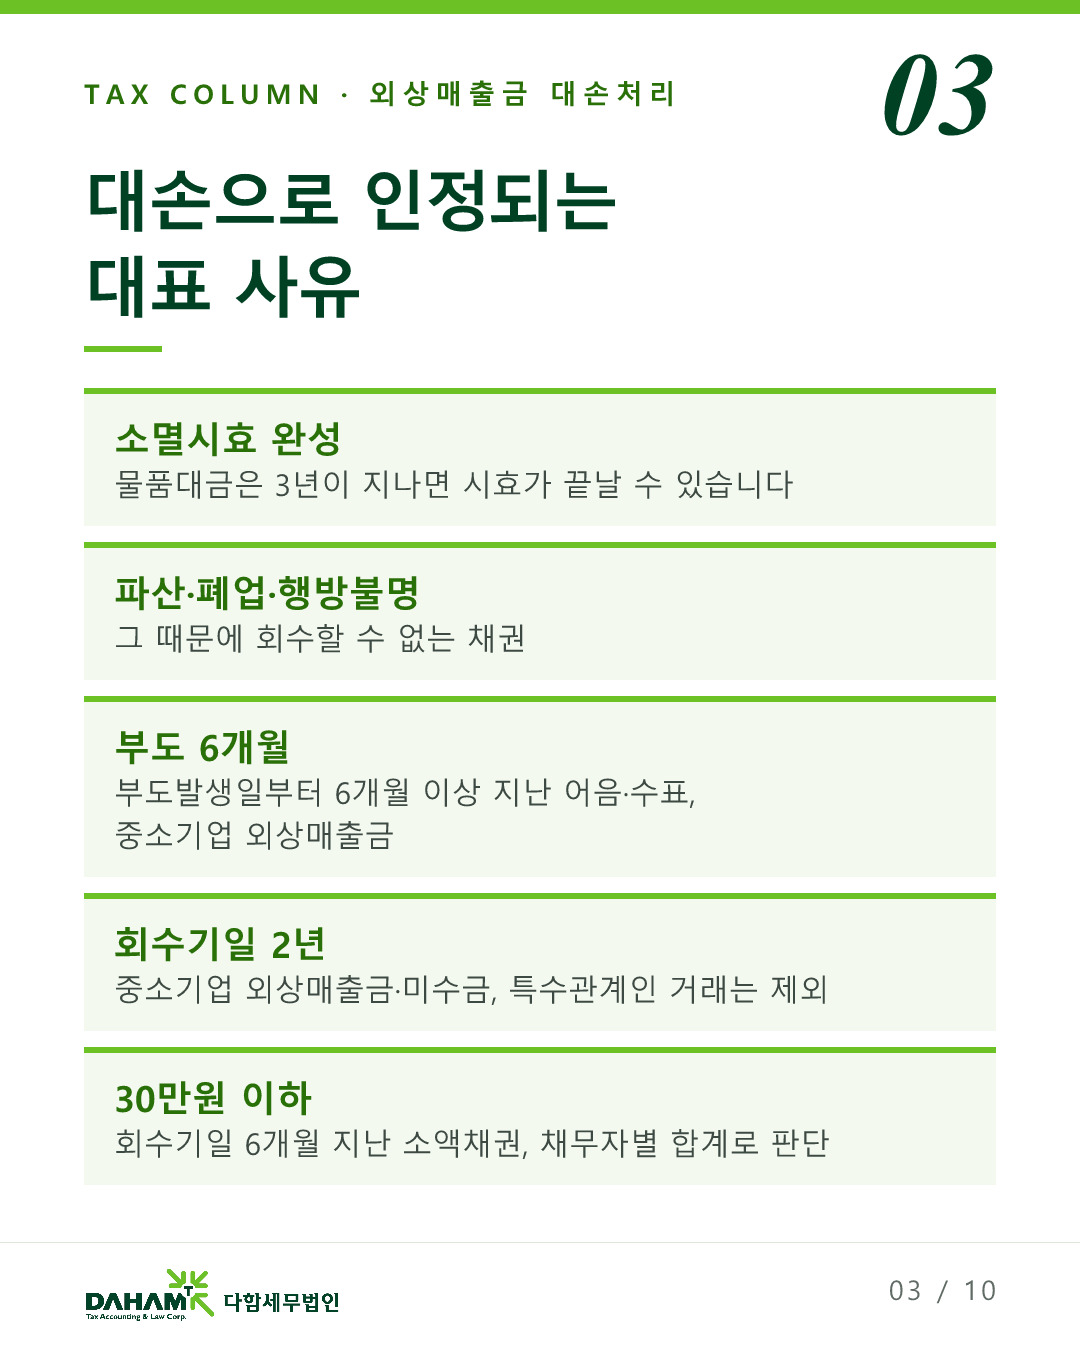 TAX COLUMN · 외상매출금 대손처리
03
대손으로 인정되는
대표 사유
소멸시효 완성
물품대금은 3년이 지나면 시효가 끝날 수 있습니다
파산·폐업·행방불명
그 때문에 회수할 수 없는 채권
부도 6개월
부도발생일부터 6개월 이상 지난 어음·수표,
중소기업 외상매출금
회수기일 2년
중소기업 외상매출금·미수금, 특수관계인 거래는 제외
30만원 이하
회수기일 6개월 지난 소액채권, 채무자별 합계로 판단
DAHAM T 다함세무법인
Tax Accounting & Law Corp.
03 / 10